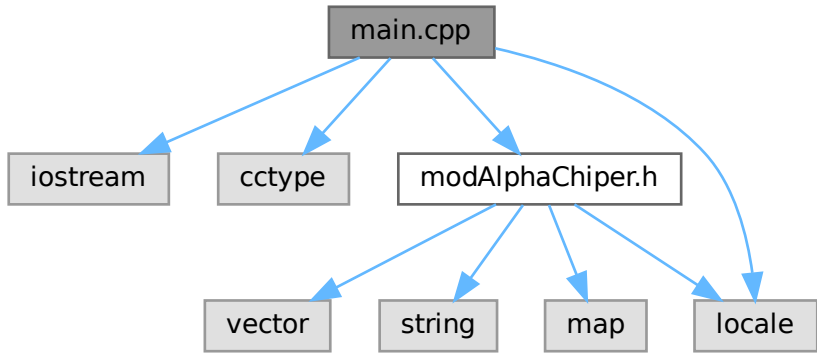 main.cpp
iostream
cctype
modAlphaChiper.h
vector
string
map
locale